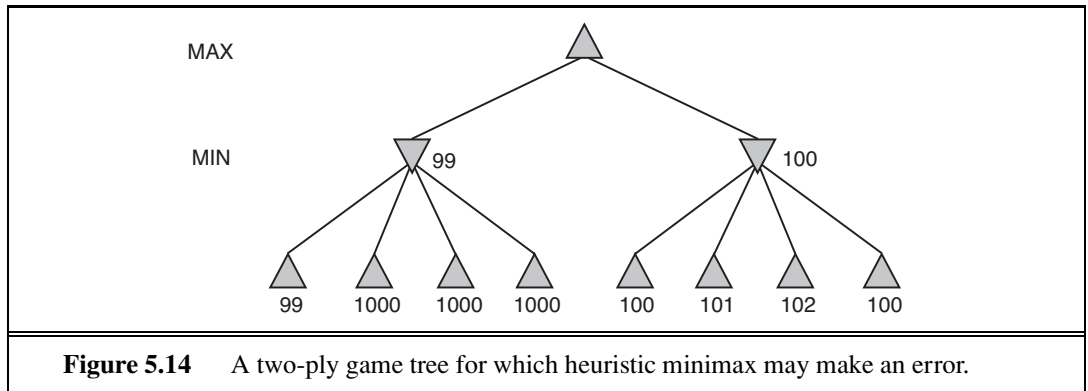 MAX
MIN
99
100
99 1000 1000 1000 100 101 102 100
Figure 5.14 A two-ply game tree for which heuristic minimax may make an error.